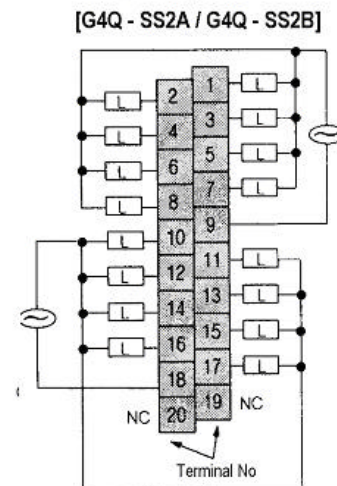 [G4Q - SS2A / G4Q - SS2B]
1
L 2 L
3
L 4 L
5
L 6 L
7
L 8 L
9
L 10
11 L
L 12
13 L
L 14
15 L
L 16
17 L
18
NC 19 NC
20
Terminal No